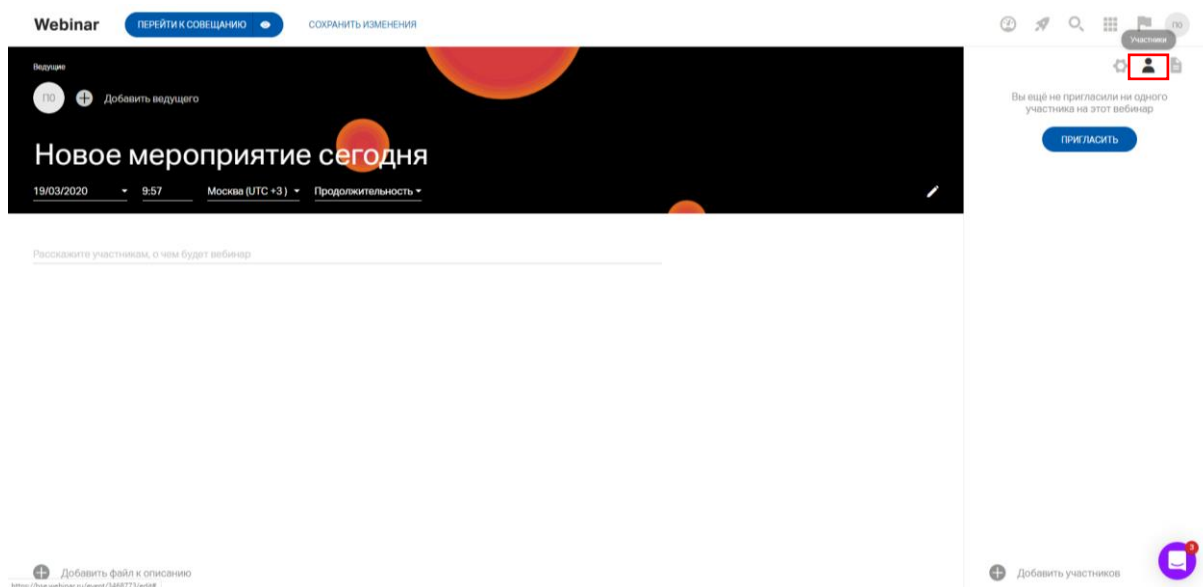 Webinar
ПЕРЕЙТИ К СОВЕЩАНИЮ
СОХРАНИТЬ ИЗМЕНЕНИЯ
ПО
Участники
Ведущие
ПО
Добавить ведущего
Новое мероприятие сегодня
19/03/2020
9:57
Москва (UTC +3 )
Продолжительность
Вы ещё не пригласили ни одного
участника на этот вебинар
ПРИГЛАСИТЬ
Расскажите участникам, о чем будет вебинар
Добавить файл к описанию
Добавить участников
3